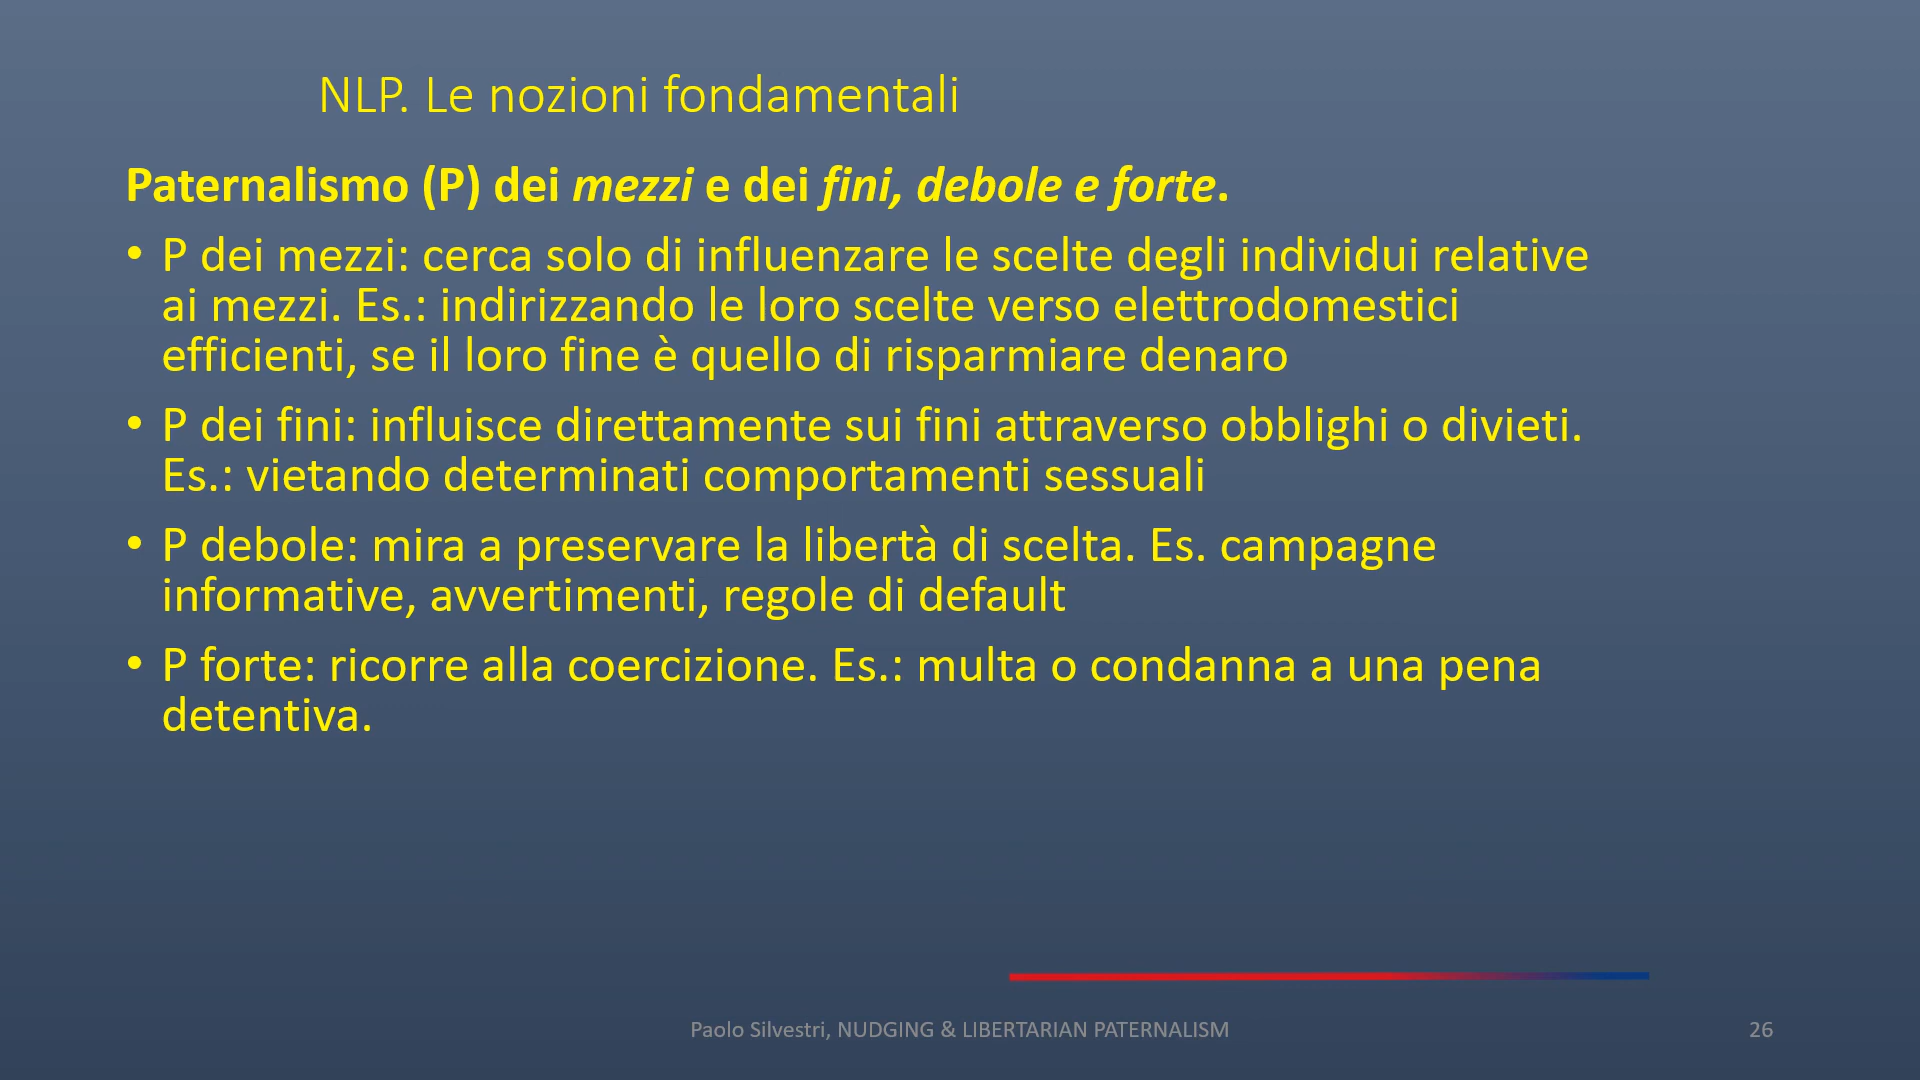 NLP. Le nozioni fondamentali
Paternalismo (P) dei mezzi e dei fini, debole e forte.
• P dei mezzi: cerca solo di influenzare le scelte degli individui relative
ai mezzi. Es.: indirizzando le loro scelte verso elettrodomestici
efficienti, se il loro fine è quello di risparmiare denaro
• P dei fini: influisce direttamente sui fini attraverso obblighi o divieti.
Es.: vietando determinati comportamenti sessuali
• P debole: mira a preservare la libertà di scelta. Es. campagne
informative, avvertimenti, regole di default
• P forte: ricorre alla coercizione. Es.: multa o condanna a una pena
detentiva.
Paolo Silvestri, NUDGING & LIBERTARIAN PATERNALISM
26